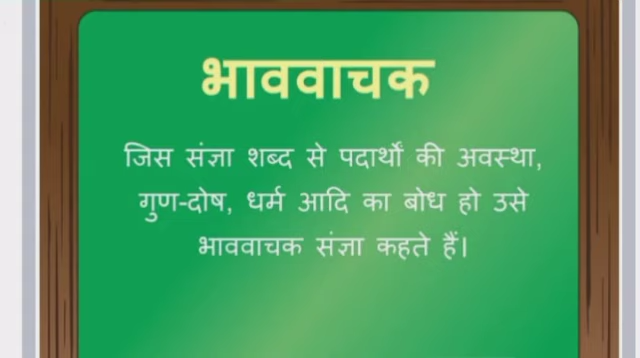 भाववाचक
जिस संज्ञा शब्द से पदार्थों की अवस्था,
गुण-दोष, धर्म आदि का बोध हो उसे
भाववाचक संज्ञा कहते हैं।